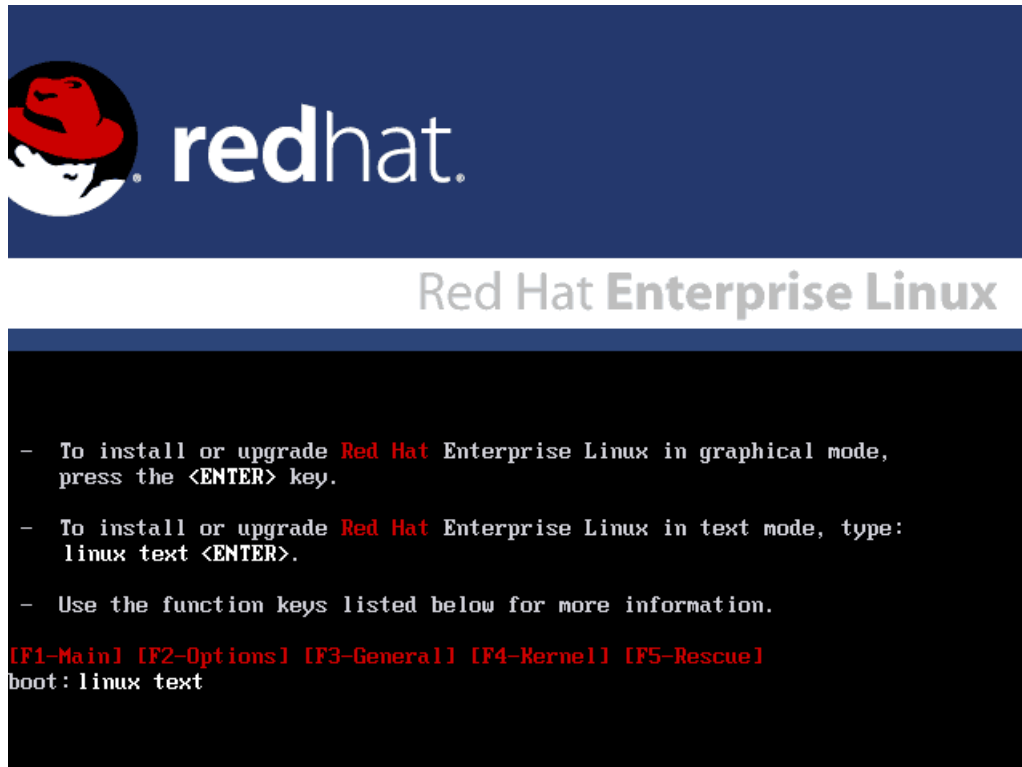 redhat.
Red Hat Enterprise Linux
- To install or upgrade Red Hat Enterprise Linux in graphical mode,
press the <ENTER> key.
- To install or upgrade Red Hat Enterprise Linux in text mode, type:
linux text <ENTER>.
- Use the function keys listed below for more information.
[F1-Main] [F2-Options] [F3-General] [F4-Kernel] [F5-Rescue]
boot: linux text